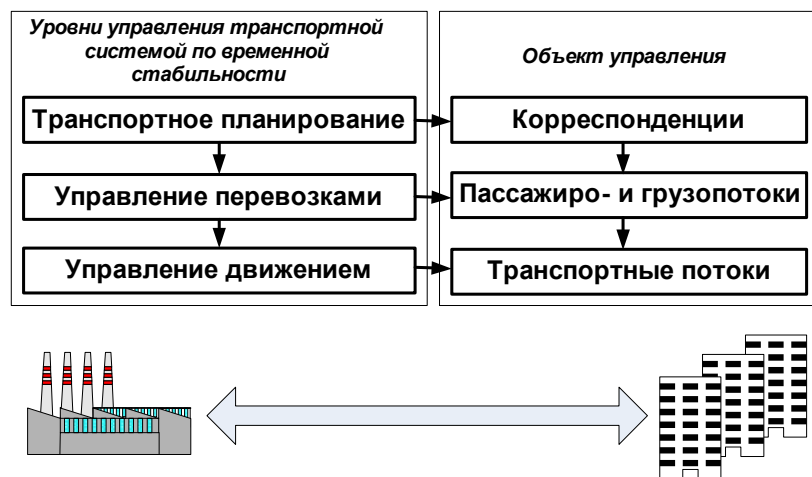 Уровни управления транспортной
системой по временной
стабильности
Объект управления
Транспортное планирование
Корреспонденции
Управление перевозками
Пассажиро- и грузопотоки
Управление движением
Транспортные потоки